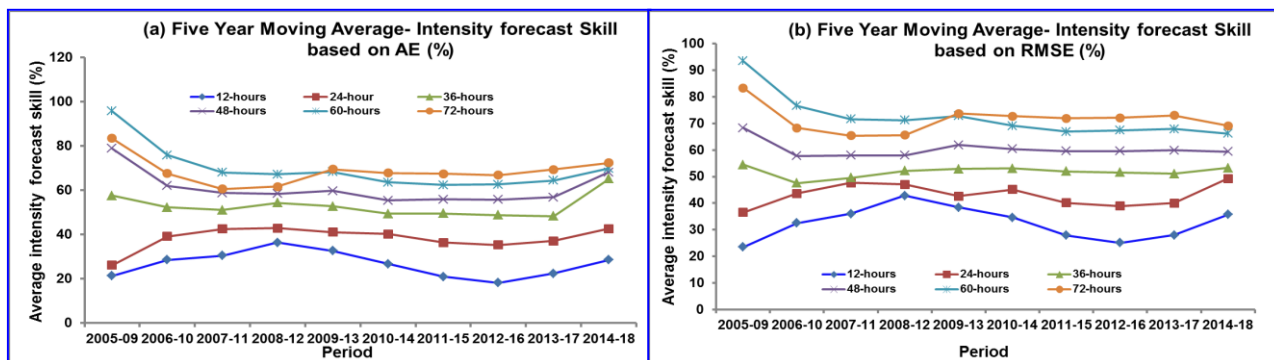 (a) Five Year Moving Average- Intensity forecast Skill
based on AE (%)
Average intensity forecast skill (%)
120
100
80
60
40
20
0
12-hours 24-hour 36-hours
48-hours 60-hours 72-hours
2005-09 2006-10 2007-11 2008-12 2009-13 2010-14 2011-15 2012-16 2013-17 2014-18
Period
(b) Five Year Moving Average- Intensity forecast Skill
based on RMSE (%)
Average intensity forecast skill (%)
100
90
80
70
60
50
40
30
20
10
0
12-hours 24-hours 36-hours
48-hours 60-hours 72-hours
2005-09 2006-10 2007-11 2008-12 2009-13 2010-14 2011-15 2012-16 2013-17 2014-18
Period